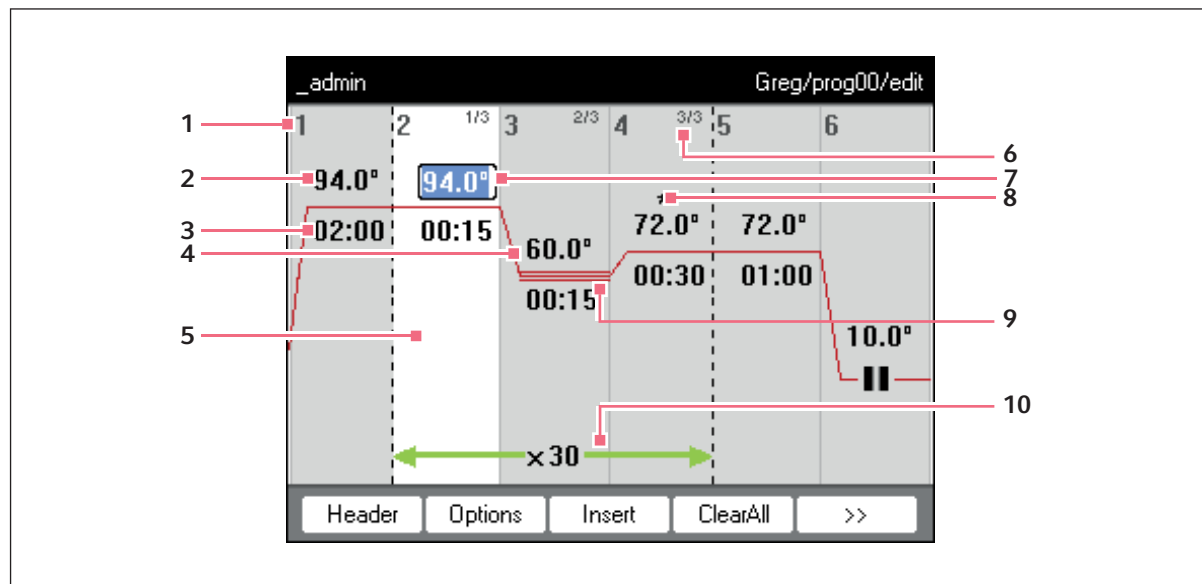 _admin Greg/prog00/edit
1 1 2 1/3 3 2/3 4 3/3 5 6
6
2 94.0° 94.0° 7
8
72.0° 72.0°
3 02:00 00:15
4 60.0°
00:30 01:00
00:15 9
5 10.0°
10
×30
Header Options Insert ClearAll >>